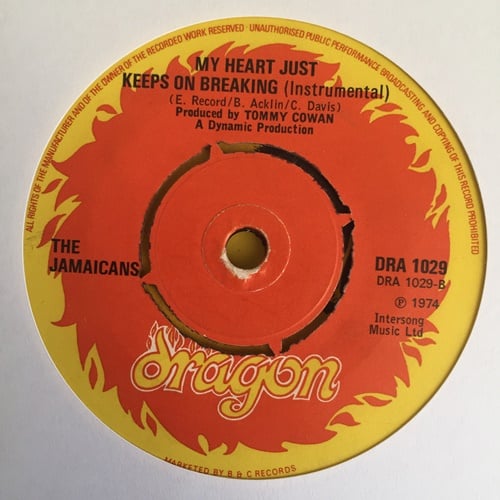 ALL RIGHTS OF THE MANUFACTURER AND OF THE OWNER OF THE RECORDED WORK RESERVED · UNAUTHORISED PUBLIC PERFORMANCE BROADCASTING AND COPYING OF THIS RECORD PROHIBITED
MY HEART JUST
KEEPS ON BREAKING (Instrumental)
(E. Record/B. Acklin/C. Davis)
Produced by TOMMY COWAN
A Dynamic Production
THE
JAMAICANS
DRA 1029
DRA 1029-B
Ⓟ 1974
Intersong
Music Ltd
dragon
MARKETED BY B & C RECORDS